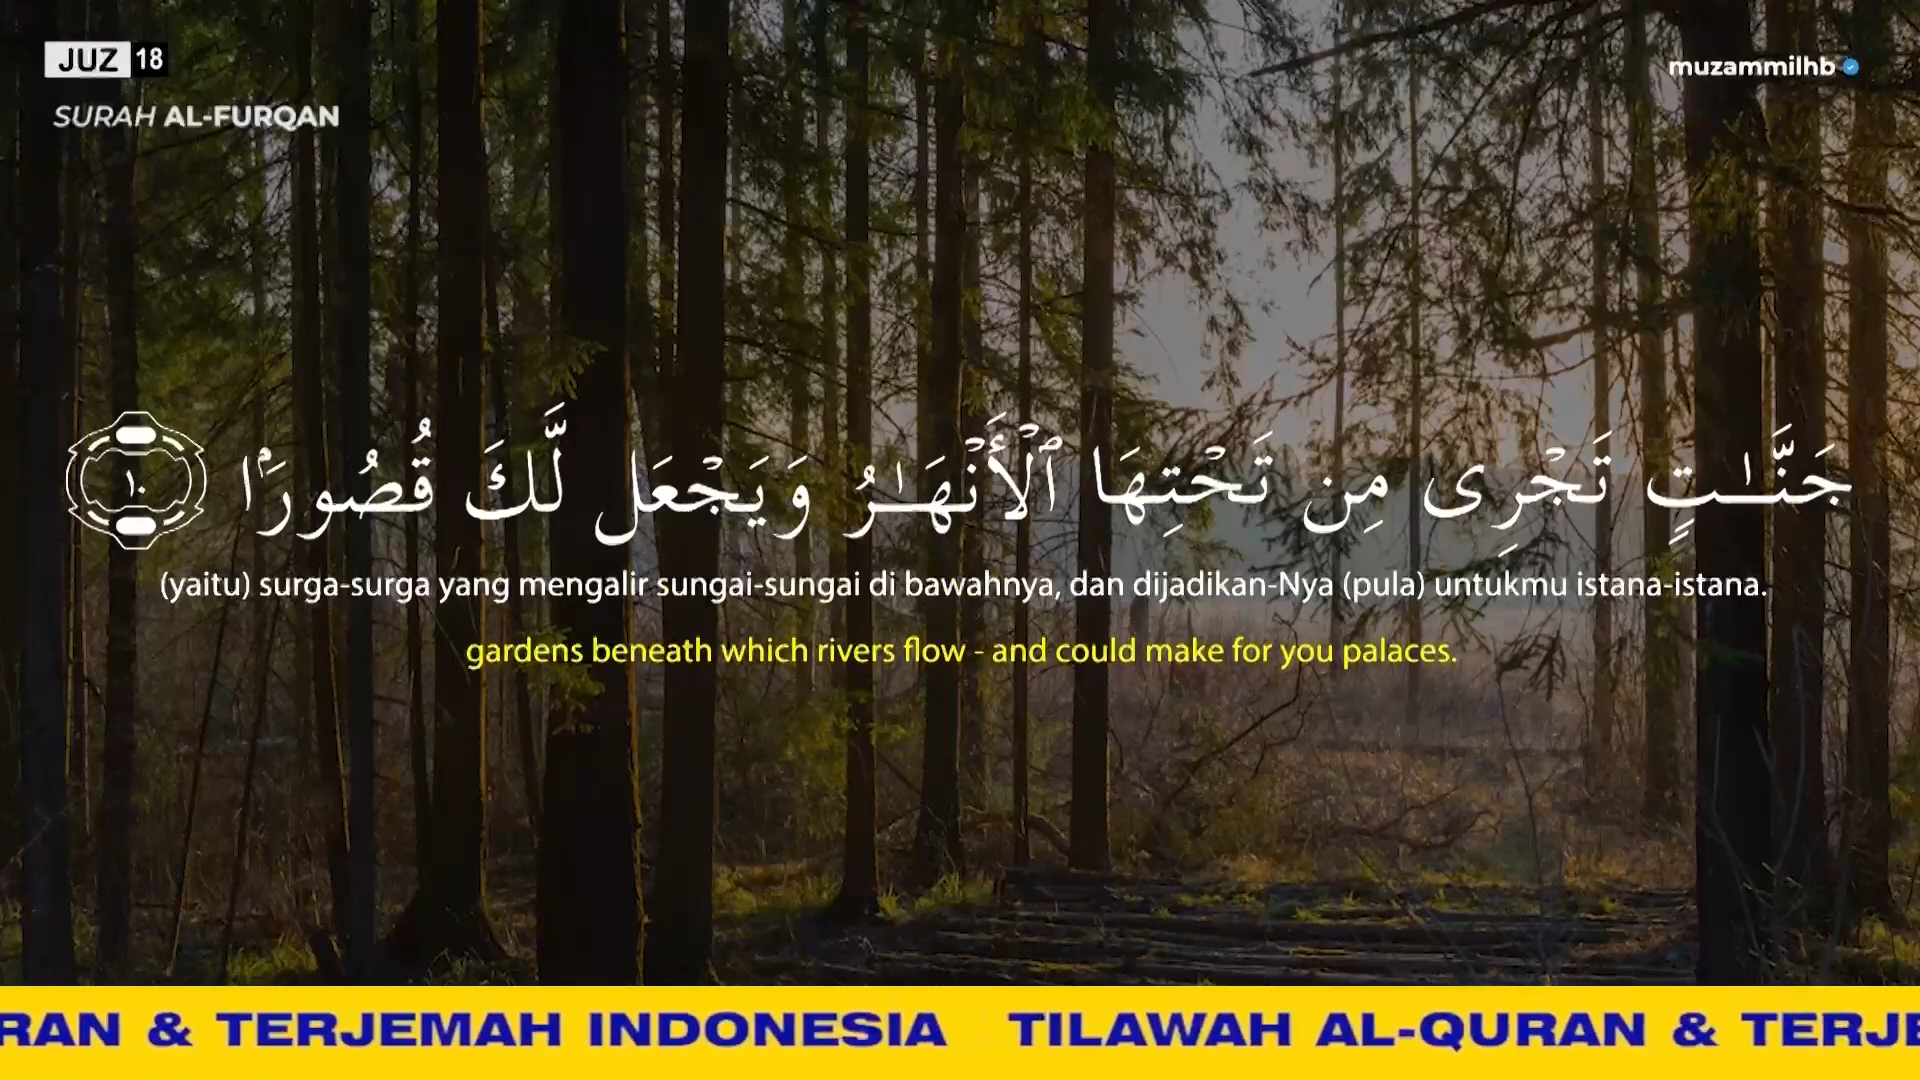 JUZ 18
muzammilhb
SURAH AL-FURQAN
جَنَّـٰتٍ تَجْرِى مِن تَحْتِهَا ٱلْأَنْهَـٰرُ وَيَجْعَل لَّكَ قُصُورًۢا ١٠
(yaitu) surga-surga yang mengalir sungai-sungai di bawahnya, dan dijadikan-Nya (pula) untukmu istana-istana.
gardens beneath which rivers flow - and could make for you palaces.
RAN & TERJEMAH INDONESIA TILAWAH AL-QURAN & TERJE